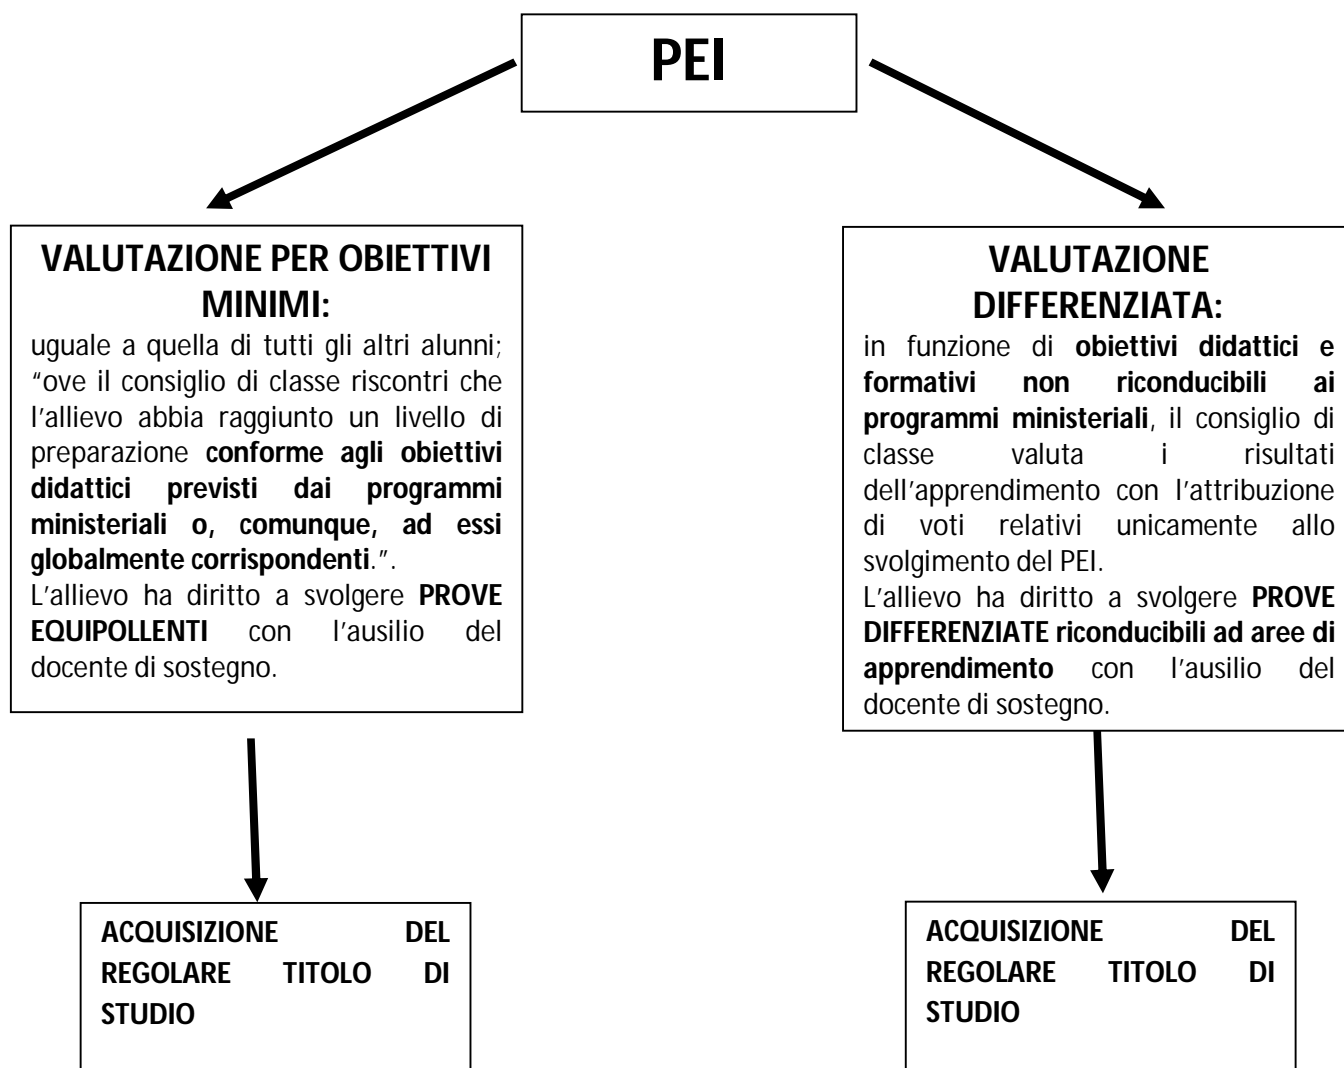 PEI
VALUTAZIONE PER OBIETTIVI
MINIMI:
uguale a quella di tutti gli altri alunni;
“ove il consiglio di classe riscontri che
l’allievo abbia raggiunto un livello di
preparazione conforme agli obiettivi
didattici previsti dai programmi
ministeriali o, comunque, ad essi
globalmente corrispondenti.”.
L’allievo ha diritto a svolgere PROVE
EQUIPOLLENTI con l’ausilio del
docente di sostegno.
VALUTAZIONE
DIFFERENZIATA:
in funzione di obiettivi didattici e
formativi non riconducibili ai
programmi ministeriali, il consiglio di
classe valuta i risultati
dell’apprendimento con l’attribuzione
di voti relativi unicamente allo
svolgimento del PEI.
L’allievo ha diritto a svolgere PROVE
DIFFERENZIATE riconducibili ad aree di
apprendimento con l’ausilio del
docente di sostegno.
ACQUISIZIONE DEL
REGOLARE TITOLO DI
STUDIO
ACQUISIZIONE DEL
REGOLARE TITOLO DI
STUDIO